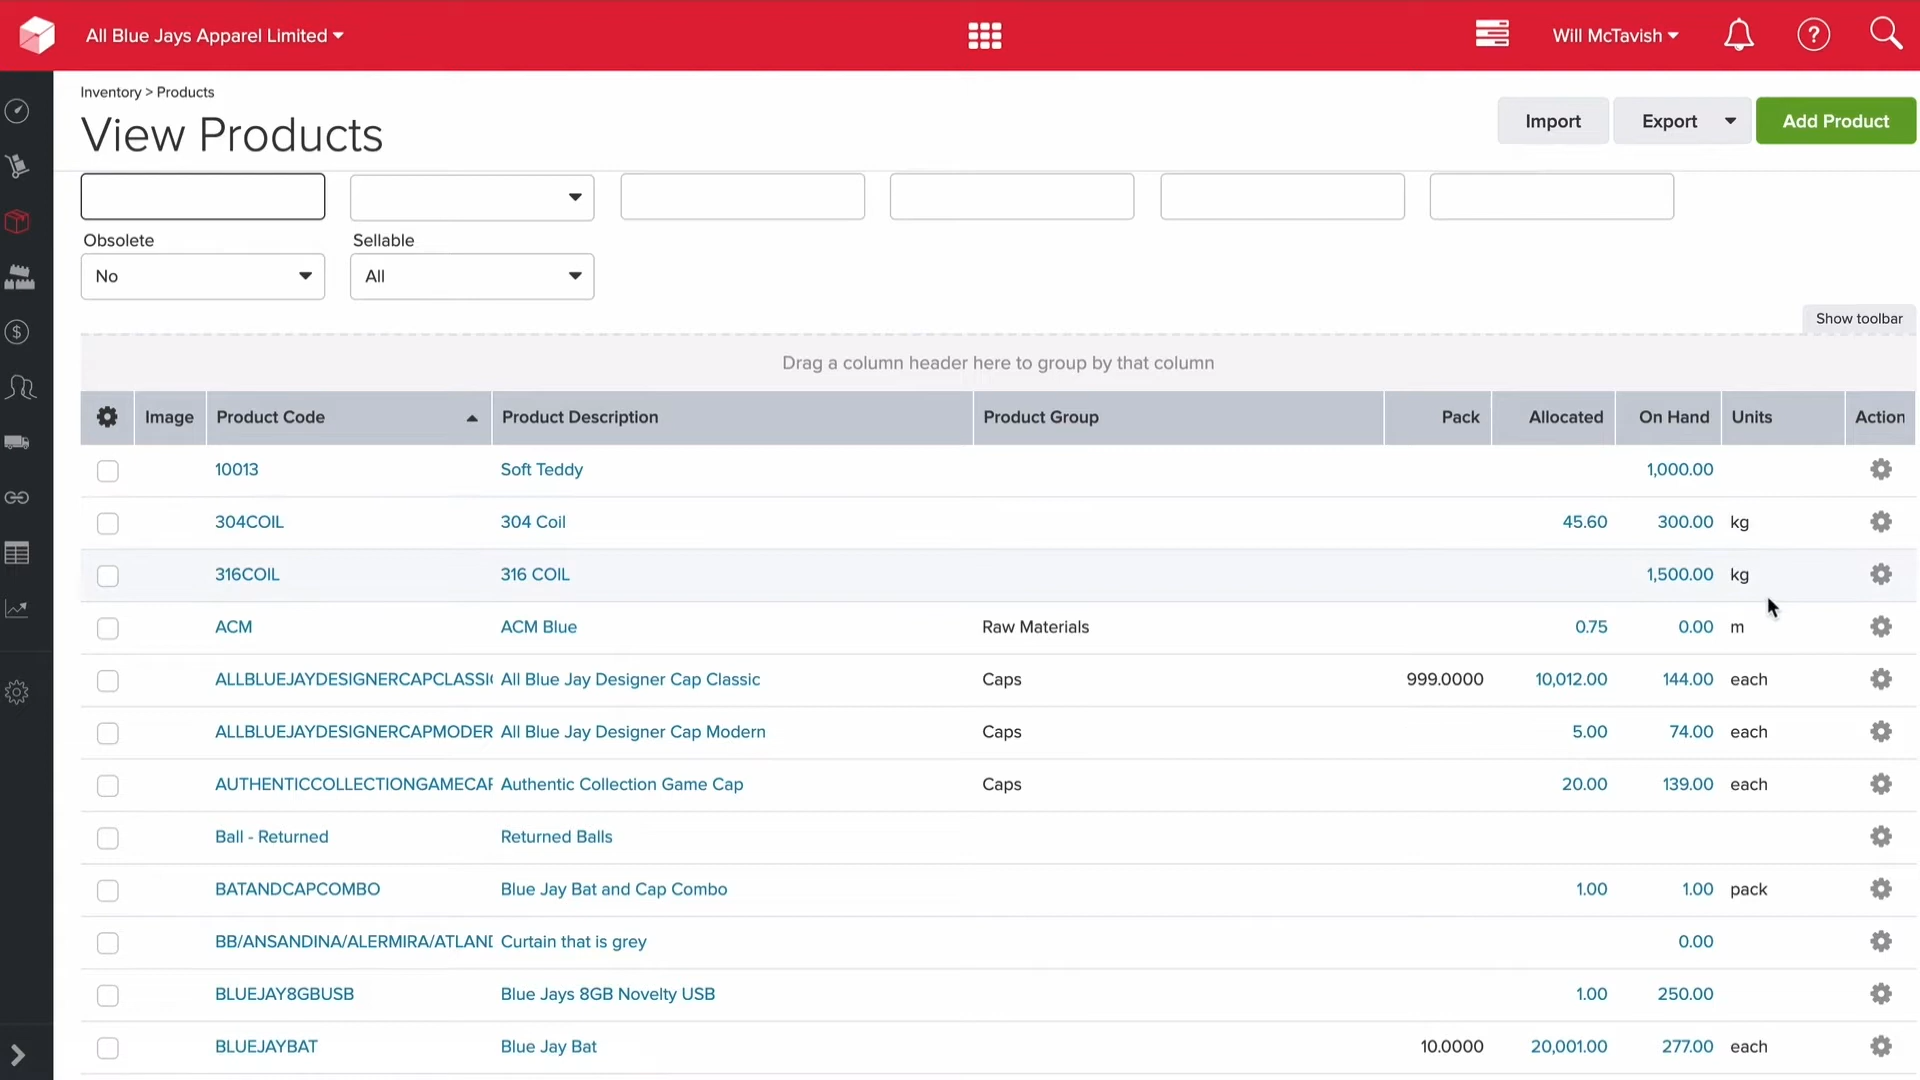 All Blue Jays Apparel Limited
Will McTavish
?
Inventory > Products
View Products
Import
Export
Add Product
Obsolete
Sellable
No
All
Show toolbar
Drag a column header here to group by that column
Image Product Code Product Description Product Group Pack Allocated On Hand Units Action
10013 Soft Teddy 1,000.00
304COIL 304 Coil 45.60 300.00 kg
316COIL 316 COIL 1,500.00 kg
ACM ACM Blue Raw Materials 0.75 0.00 m
ALLBLUEJAYDESIGNERCAPCLASSIC All Blue Jay Designer Cap Classic Caps 999.0000 10,012.00 144.00 each
ALLBLUEJAYDESIGNERCAPMODER All Blue Jay Designer Cap Modern Caps 5.00 74.00 each
AUTHENTICCOLLECTIONGAMECAP Authentic Collection Game Cap Caps 20.00 139.00 each
Ball - Returned Returned Balls
BATANDCAPCOMBO Blue Jay Bat and Cap Combo 1.00 1.00 pack
BB/ANSANDINA/ALERMIRA/ATLAND Curtain that is grey 0.00
BLUEJAY8GBUSB Blue Jays 8GB Novelty USB 1.00 250.00
BLUEJAYBAT Blue Jay Bat 10.0000 20,001.00 277.00 each